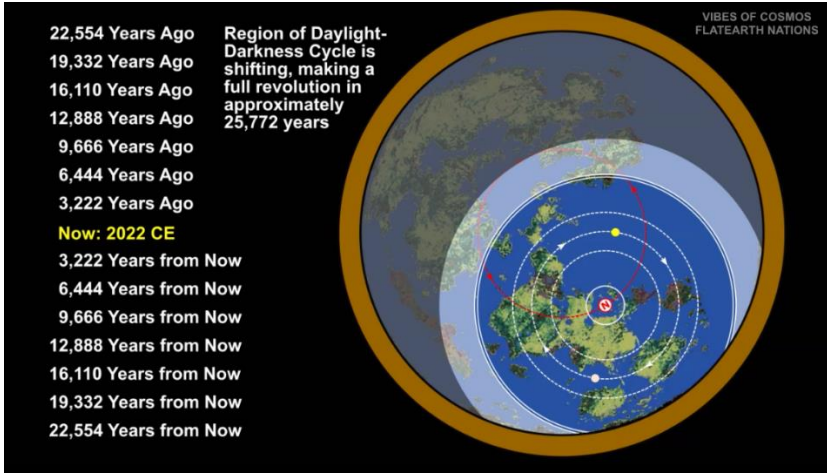 22,554 Years Ago
19,332 Years Ago
16,110 Years Ago
12,888 Years Ago
9,666 Years Ago
6,444 Years Ago
3,222 Years Ago
Now: 2022 CE
3,222 Years from Now
6,444 Years from Now
9,666 Years from Now
12,888 Years from Now
16,110 Years from Now
19,332 Years from Now
22,554 Years from Now
Region of Daylight-
Darkness Cycle is
shifting, making a
full revolution in
approximately
25,772 years
VIBES OF COSMOS
FLATEARTH NATIONS
N